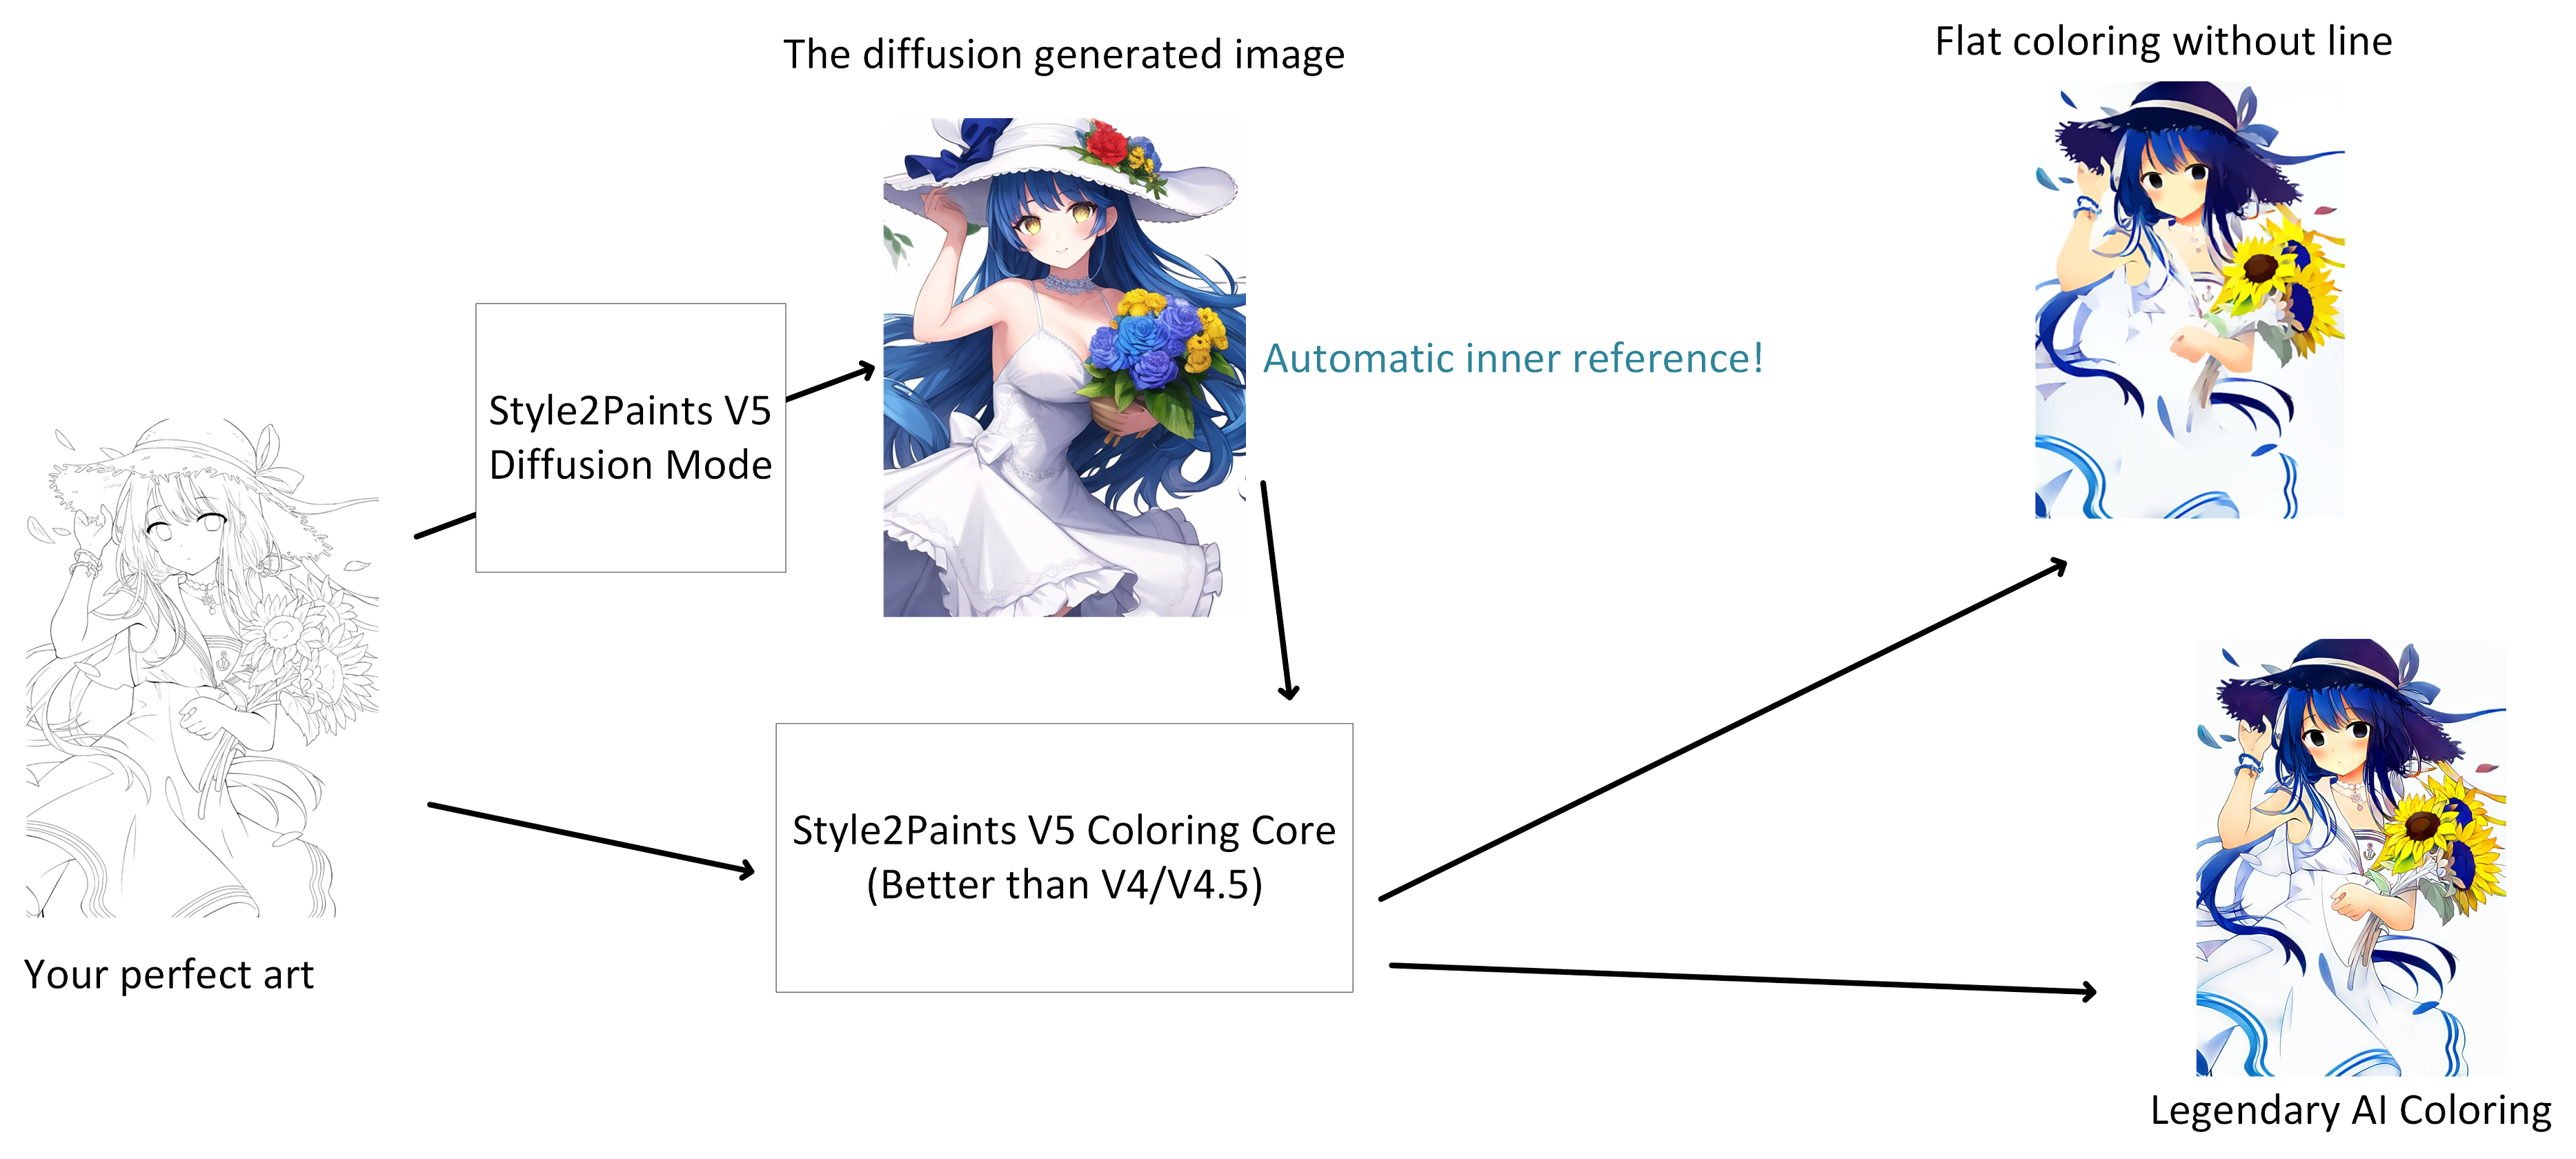 The diffusion generated image
Flat coloring without line
Automatic inner reference!
Style2Paints V5
Diffusion Mode
Style2Paints V5 Coloring Core
(Better than V4/V4.5)
Your perfect art
Legendary AI Coloring